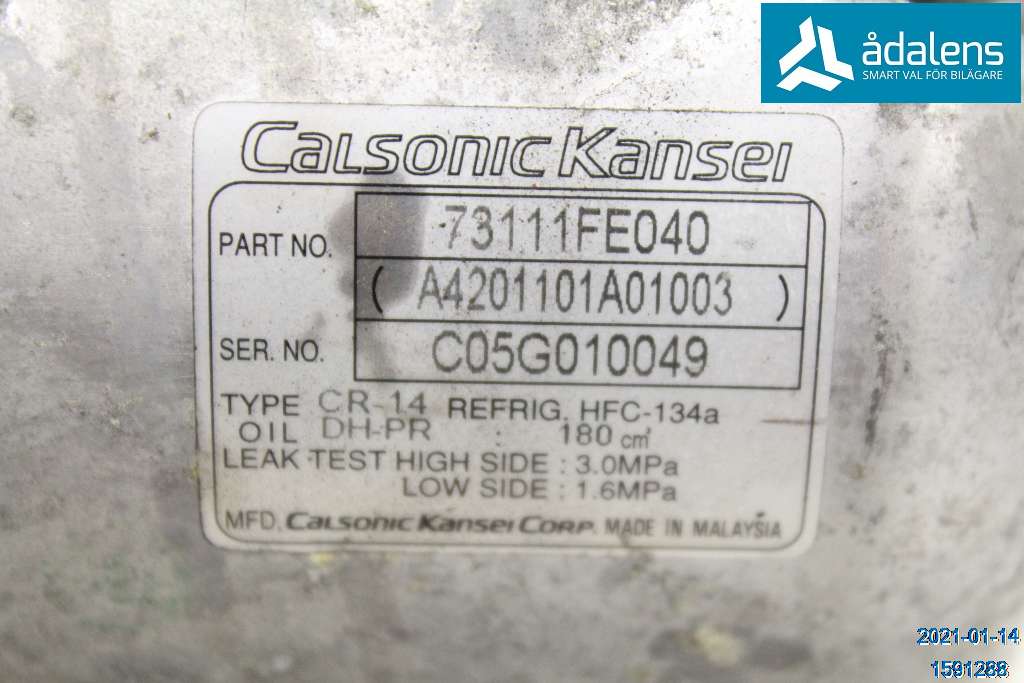 ådalens
SMART VAL FÖR BILÄGARE
Calsonic Kansei
PART NO. 73111FE040
( A4201101A01003 )
SER. NO. C05G010049
TYPE CR-14 REFRIG. HFC-134a
OIL DH-PR : 180 cm³
LEAK TEST HIGH SIDE : 3.0MPa
LOW SIDE : 1.6MPa
MFD. CALSONIC KANSEI CORP. MADE IN MALAYSIA
2021-01-14
1591288